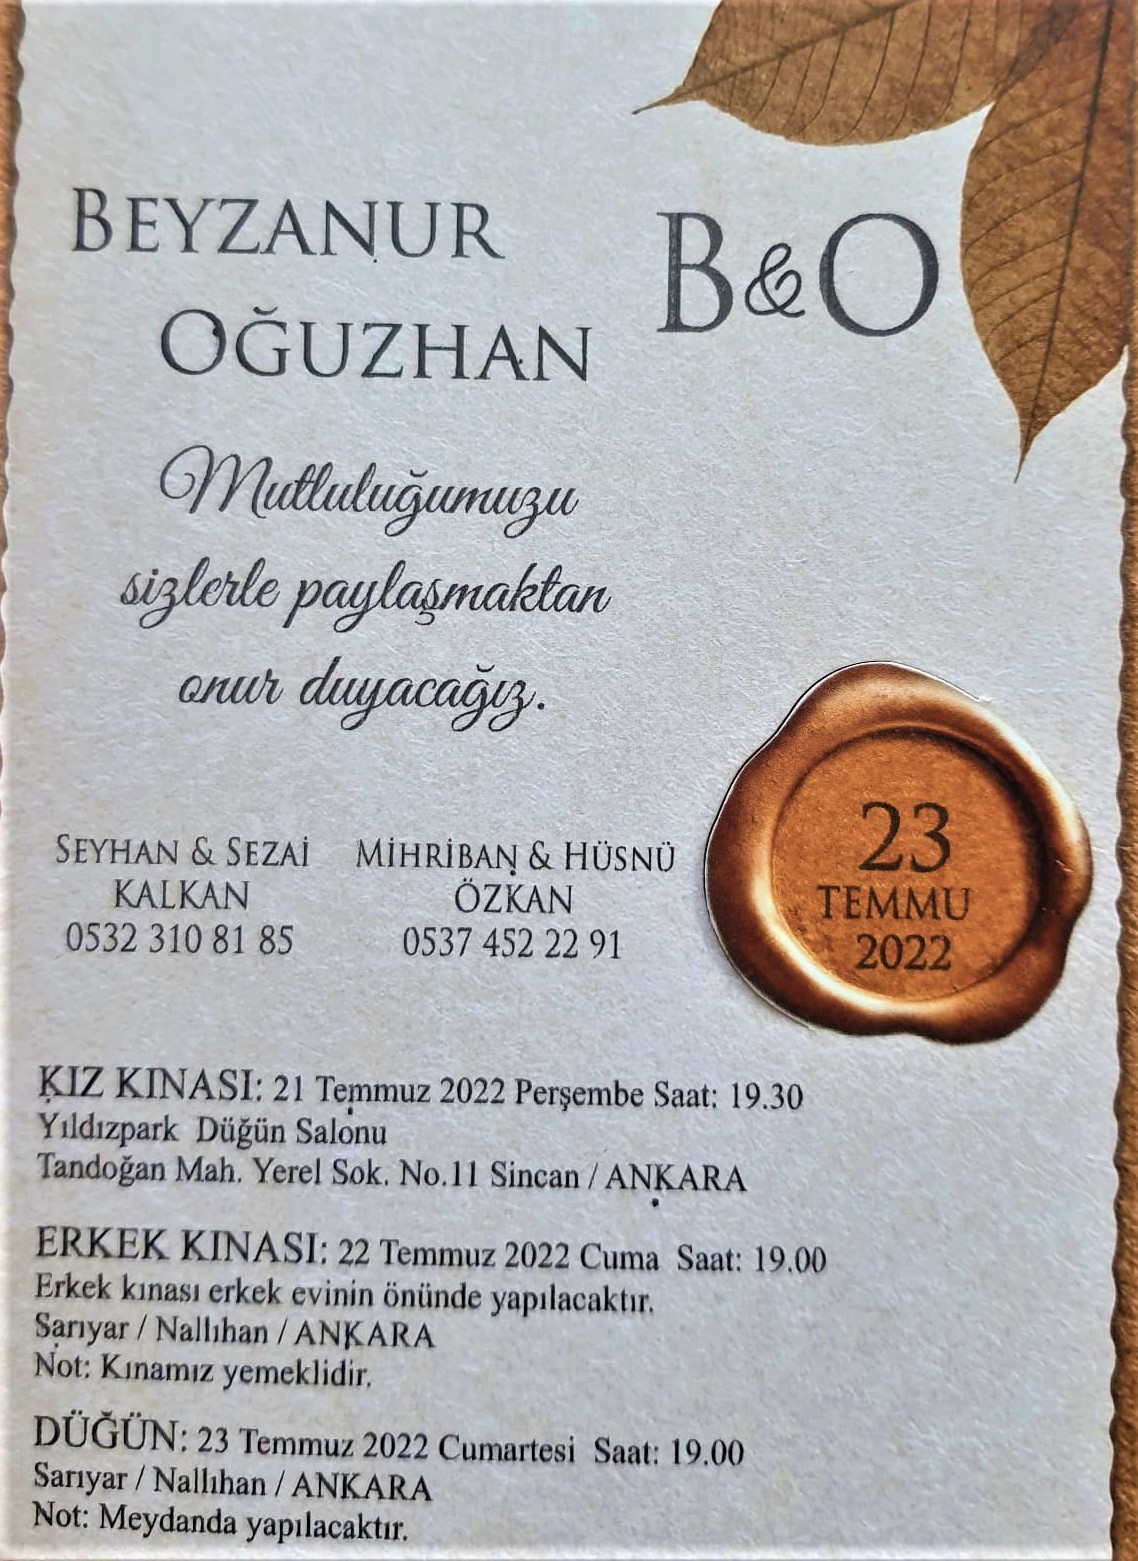 BEYZANUR
OĞUZHAN
B&O
Mutluluğumuzu
sizlerle paylaşmaktan
onur duyacağız.
SEYHAN & SEZAİ
KALKAN
0532 310 81 85
MİHRİBAN & HÜSNÜ
ÖZKAN
0537 452 22 91
23
TEMMU
2022
KIZ KINASI: 21 Temmuz 2022 Perşembe Saat: 19.30
Yıldızpark Düğün Salonu
Tandoğan Mah. Yerel Sok. No.11 Sincan / ANKARA
ERKEK KINASI: 22 Temmuz 2022 Cuma Saat: 19.00
Erkek kınası erkek evinin önünde yapılacaktır.
Sarıyar / Nallıhan / ANKARA
Not: Kınamız yemeklidir.
DÜĞÜN: 23 Temmuz 2022 Cumartesi Saat: 19.00
Sarıyar / Nallıhan / ANKARA
Not: Meydanda yapılacaktır.